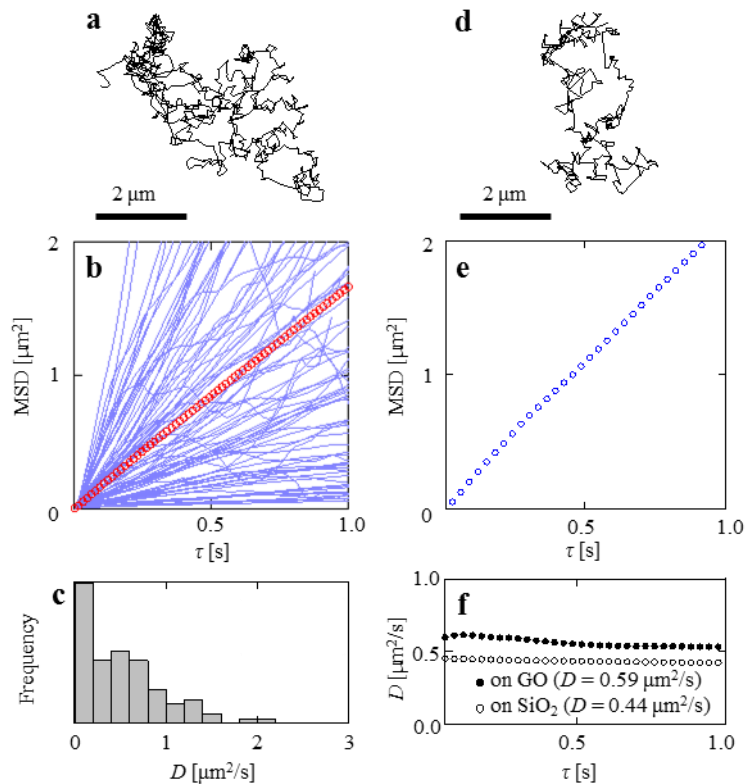 a
d
2 μm
2 μm
b
e
MSD [μm²]
2
1
0
0.5
1.0
τ [s]
MSD [μm²]
2
1
0
0.5
1.0
τ [s]
c
f
Frequency
0
1
2
3
D [μm²/s]
D [μm²/s]
1.0
0.5
0.0
● on GO (D = 0.59 μm²/s)
○ on SiO₂ (D = 0.44 μm²/s)
0.5
1.0
τ [s]